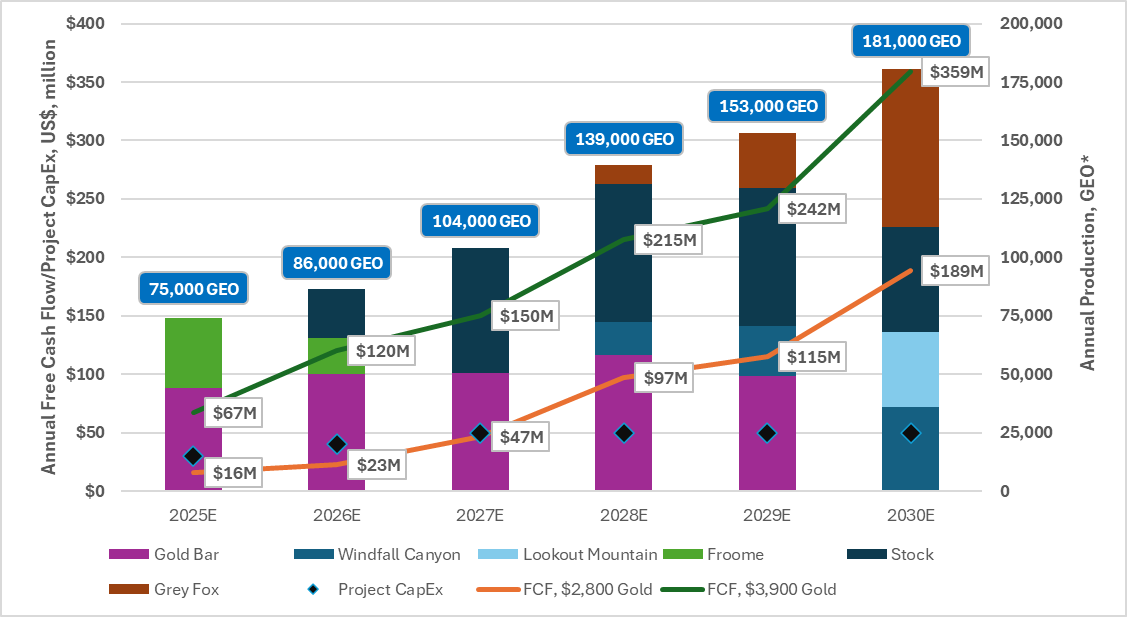 Annual Free Cash Flow/Project CapEx, US$, million
$400
$350
$300
$250
$200
$150
$100
$50
$0
200,000
175,000
150,000
125,000
100,000
75,000
50,000
25,000
0
Annual Production, GEO*
75,000 GEO
86,000 GEO
104,000 GEO
139,000 GEO
153,000 GEO
181,000 GEO
$67M
$120M
$150M
$215M
$242M
$359M
$16M
$23M
$47M
$97M
$115M
$189M
2025E 2026E 2027E 2028E 2029E 2030E
Gold Bar Windfall Canyon Lookout Mountain Froome Stock
Grey Fox Project CapEx FCF, $2,800 Gold FCF, $3,900 Gold